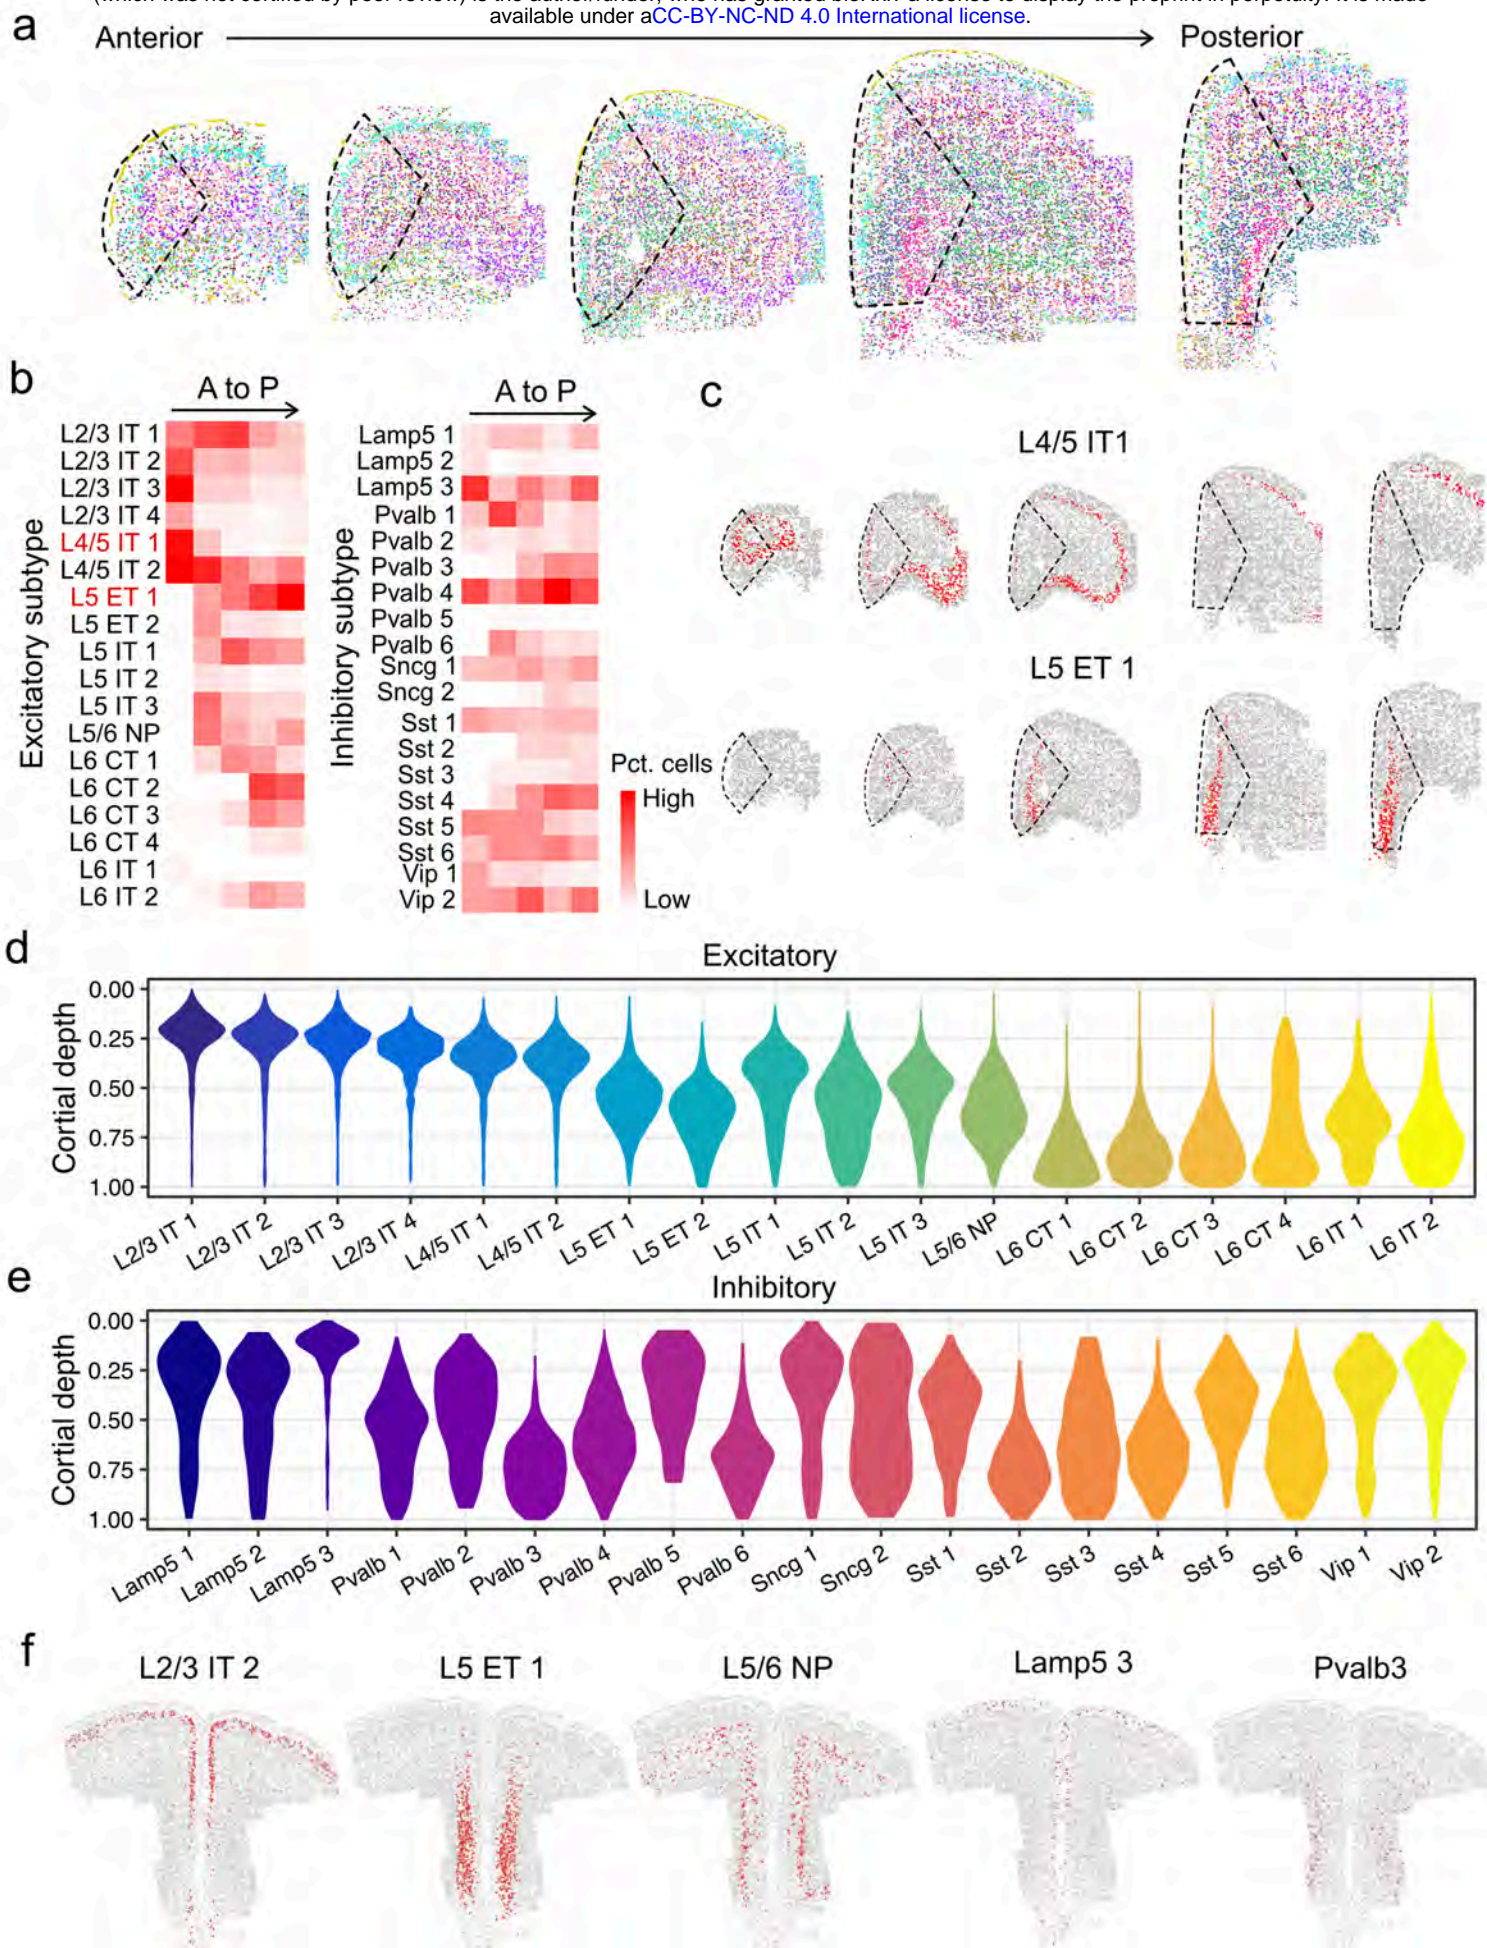 available under aCC-BY-NC-ND 4.0 International license.
a
Anterior
Posterior
b
A to P
Excitatory subtype
L2/3 IT 1
L2/3 IT 2
L2/3 IT 3
L2/3 IT 4
L4/5 IT 1
L4/5 IT 2
L5 ET 1
L5 ET 2
L5 IT 1
L5 IT 2
L5 IT 3
L5/6 NP
L6 CT 1
L6 CT 2
L6 CT 3
L6 CT 4
L6 IT 1
L6 IT 2
A to P
Inhibitory subtype
Lamp5 1
Lamp5 2
Lamp5 3
Pvalb 1
Pvalb 2
Pvalb 3
Pvalb 4
Pvalb 5
Pvalb 6
Sncg 1
Sncg 2
Sst 1
Sst 2
Sst 3
Sst 4
Sst 5
Sst 6
Vip 1
Vip 2
Pct. cells
High
Low
c
L4/5 IT1
L5 ET 1
d
Excitatory
Cortial depth
0.00
0.25
0.50
0.75
1.00
L2/3 IT 1
L2/3 IT 2
L2/3 IT 3
L2/3 IT 4
L4/5 IT 1
L4/5 IT 2
L5 ET 1
L5 ET 2
L5 IT 1
L5 IT 2
L5 IT 3
L5/6 NP
L6 CT 1
L6 CT 2
L6 CT 3
L6 CT 4
L6 IT 1
L6 IT 2
e
Inhibitory
Cortial depth
0.00
0.25
0.50
0.75
1.00
Lamp5 1
Lamp5 2
Lamp5 3
Pvalb 1
Pvalb 2
Pvalb 3
Pvalb 4
Pvalb 5
Pvalb 6
Sncg 1
Sncg 2
Sst 1
Sst 2
Sst 3
Sst 4
Sst 5
Sst 6
Vip 1
Vip 2
f
L2/3 IT 2
L5 ET 1
L5/6 NP
Lamp5 3
Pvalb3